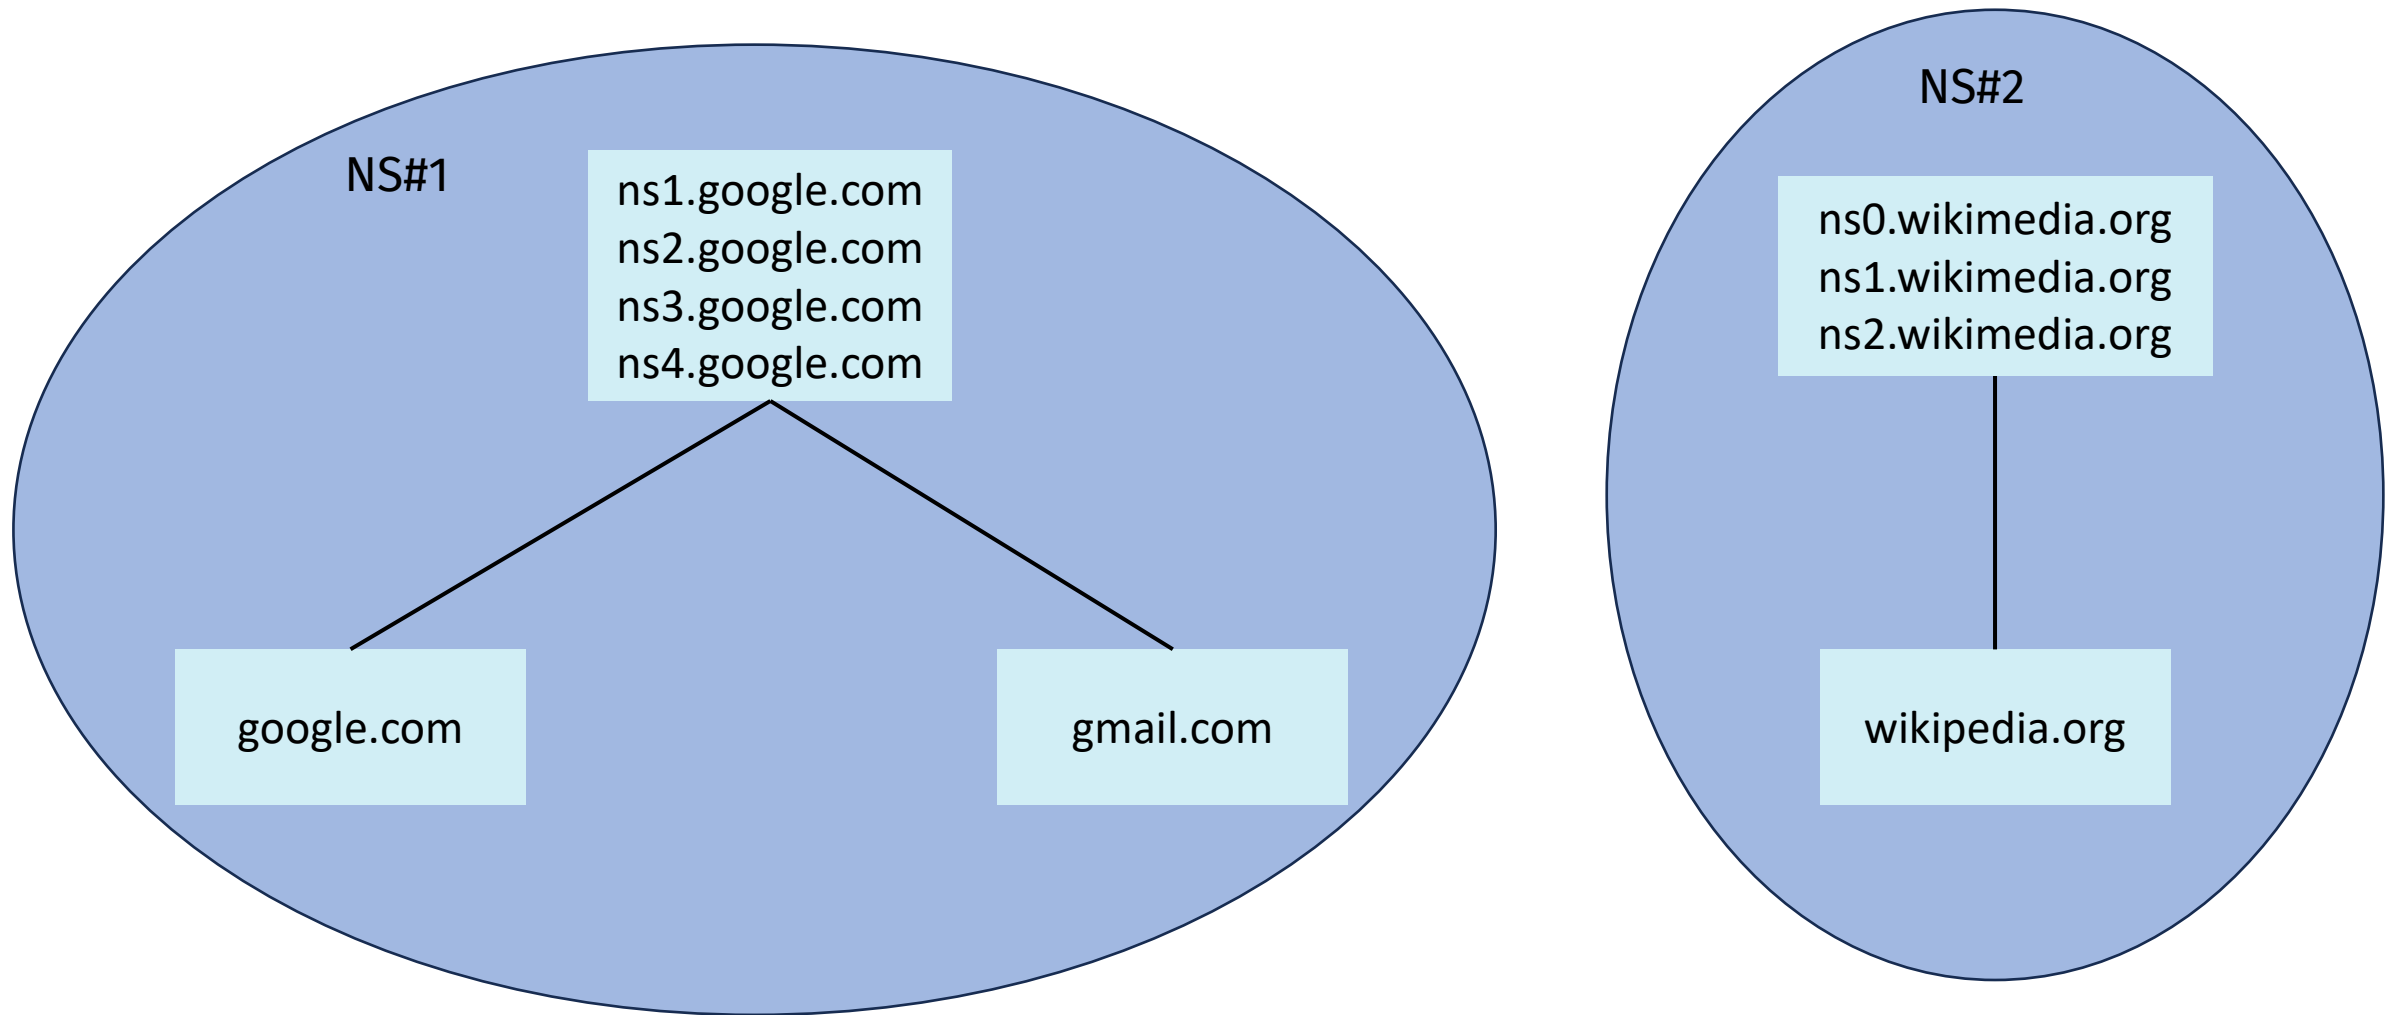 NS#1
ns1.google.com
ns2.google.com
ns3.google.com
ns4.google.com
google.com
gmail.com
NS#2
ns0.wikimedia.org
ns1.wikimedia.org
ns2.wikimedia.org
wikipedia.org